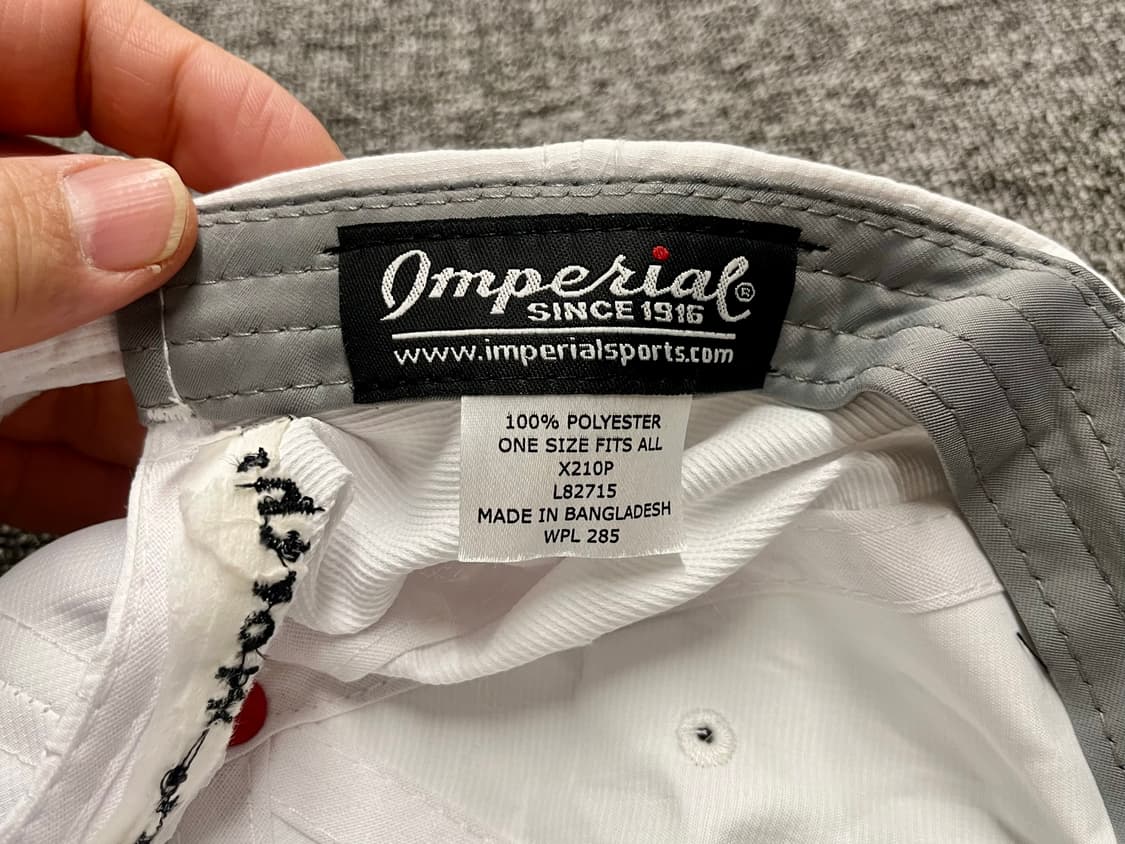 Imperial®
SINCE 1916
www.imperialsports.com
100% POLYESTER
ONE SIZE FITS ALL
X210P
L82715
MADE IN BANGLADESH
WPL 285